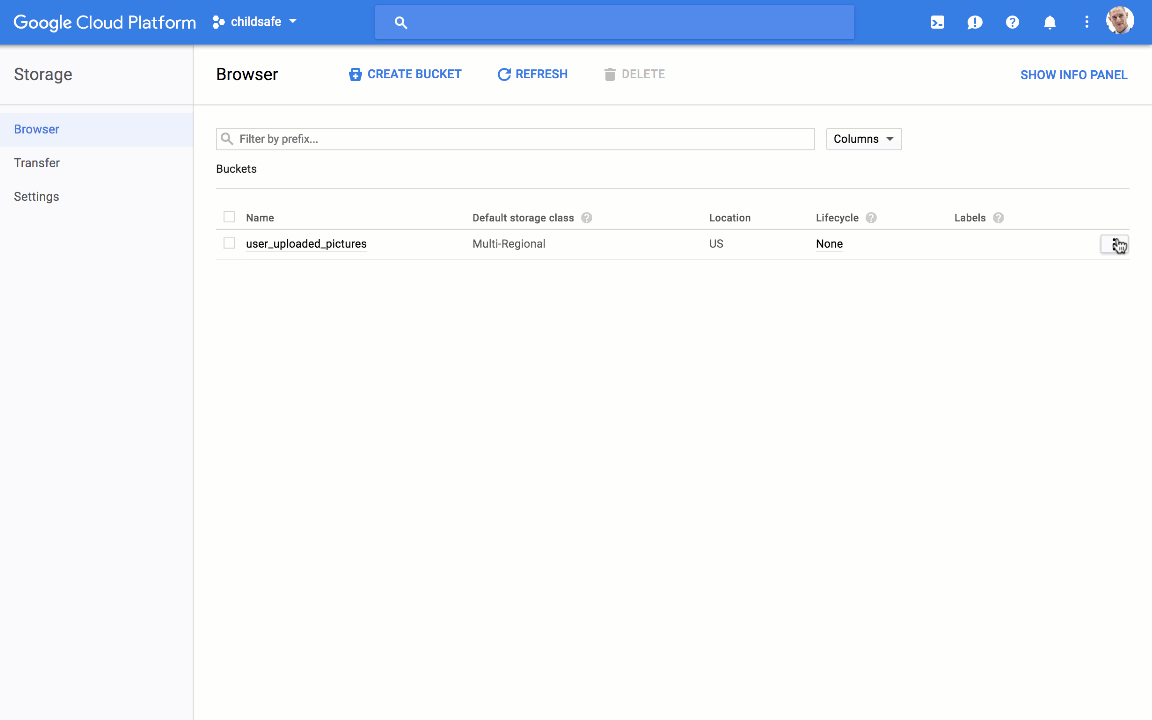 Google Cloud Platform childsafe
Storage Browser CREATE BUCKET REFRESH DELETE SHOW INFO PANEL
Browser
Transfer
Settings
Filter by prefix... Columns
Buckets
Name Default storage class Location Lifecycle Labels
user_uploaded_pictures Multi-Regional US None